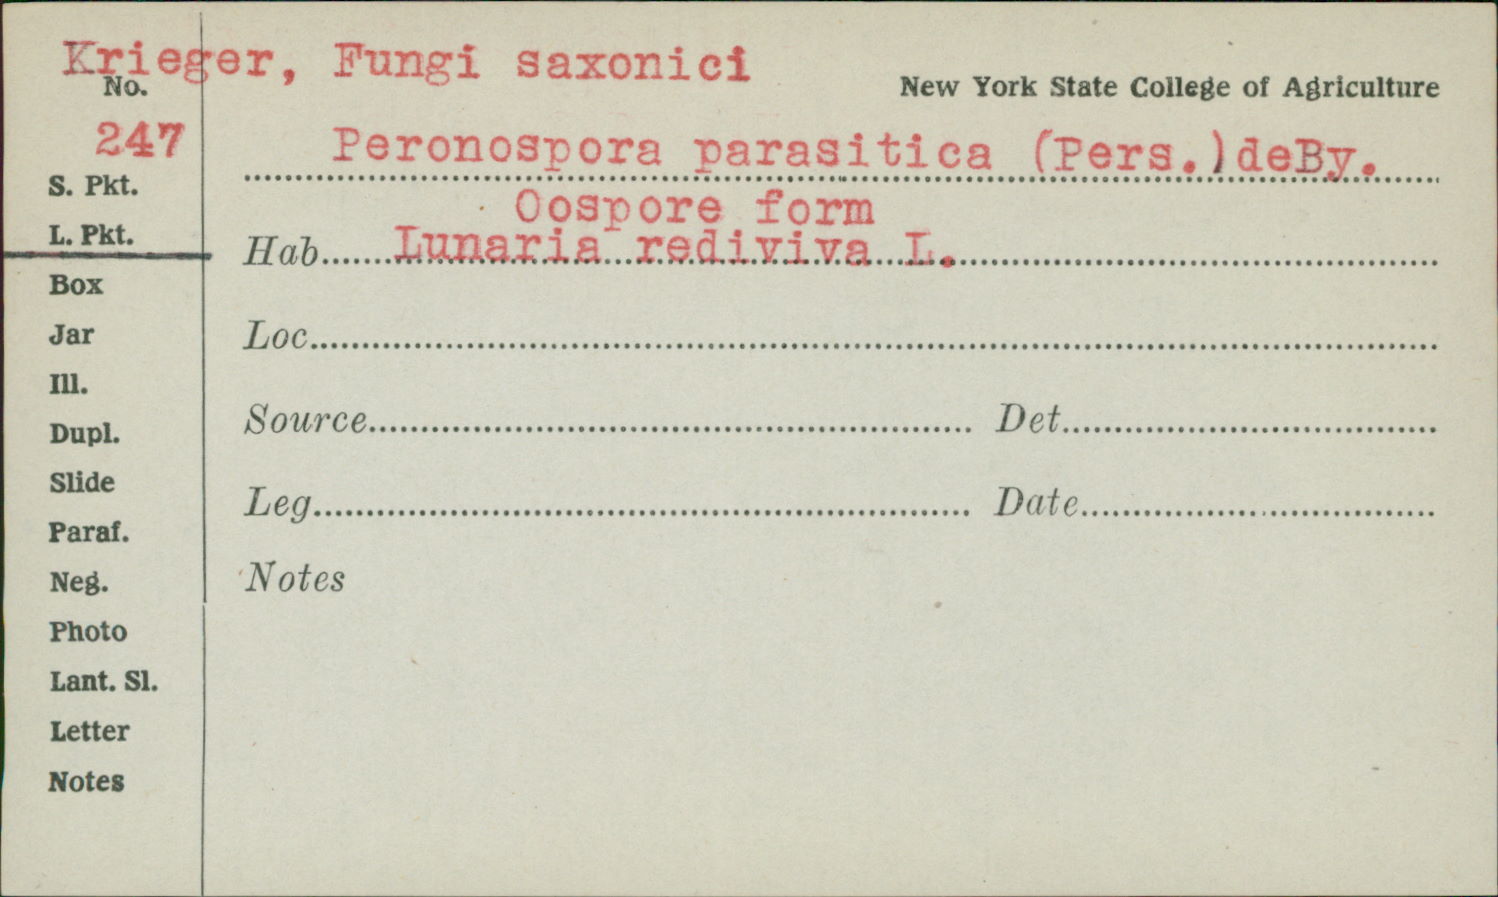 Krieger, Fungi saxonici
No.
New York State College of Agriculture
247
Peronospora parasitica (Pers.)deBy.
S. Pkt.
Oospore form
L. Pkt.
Hab. Lunaria rediviva L.
Box
Jar
Loc.
Ill.
Source
Det.
Dupl.
Slide
Leg.
Date
Paraf.
Neg.
Notes
Photo
Lant. Sl.
Letter
Notes